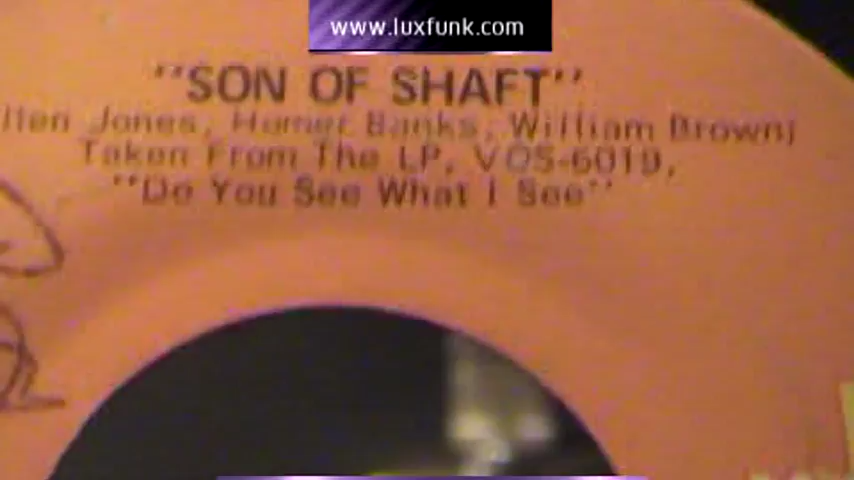 www.luxfunk.com
"SON OF SHAFT"
Jones, Homer Banks, William Brown)
Taken From The LP, VOS-6019,
"Do You See What I See"